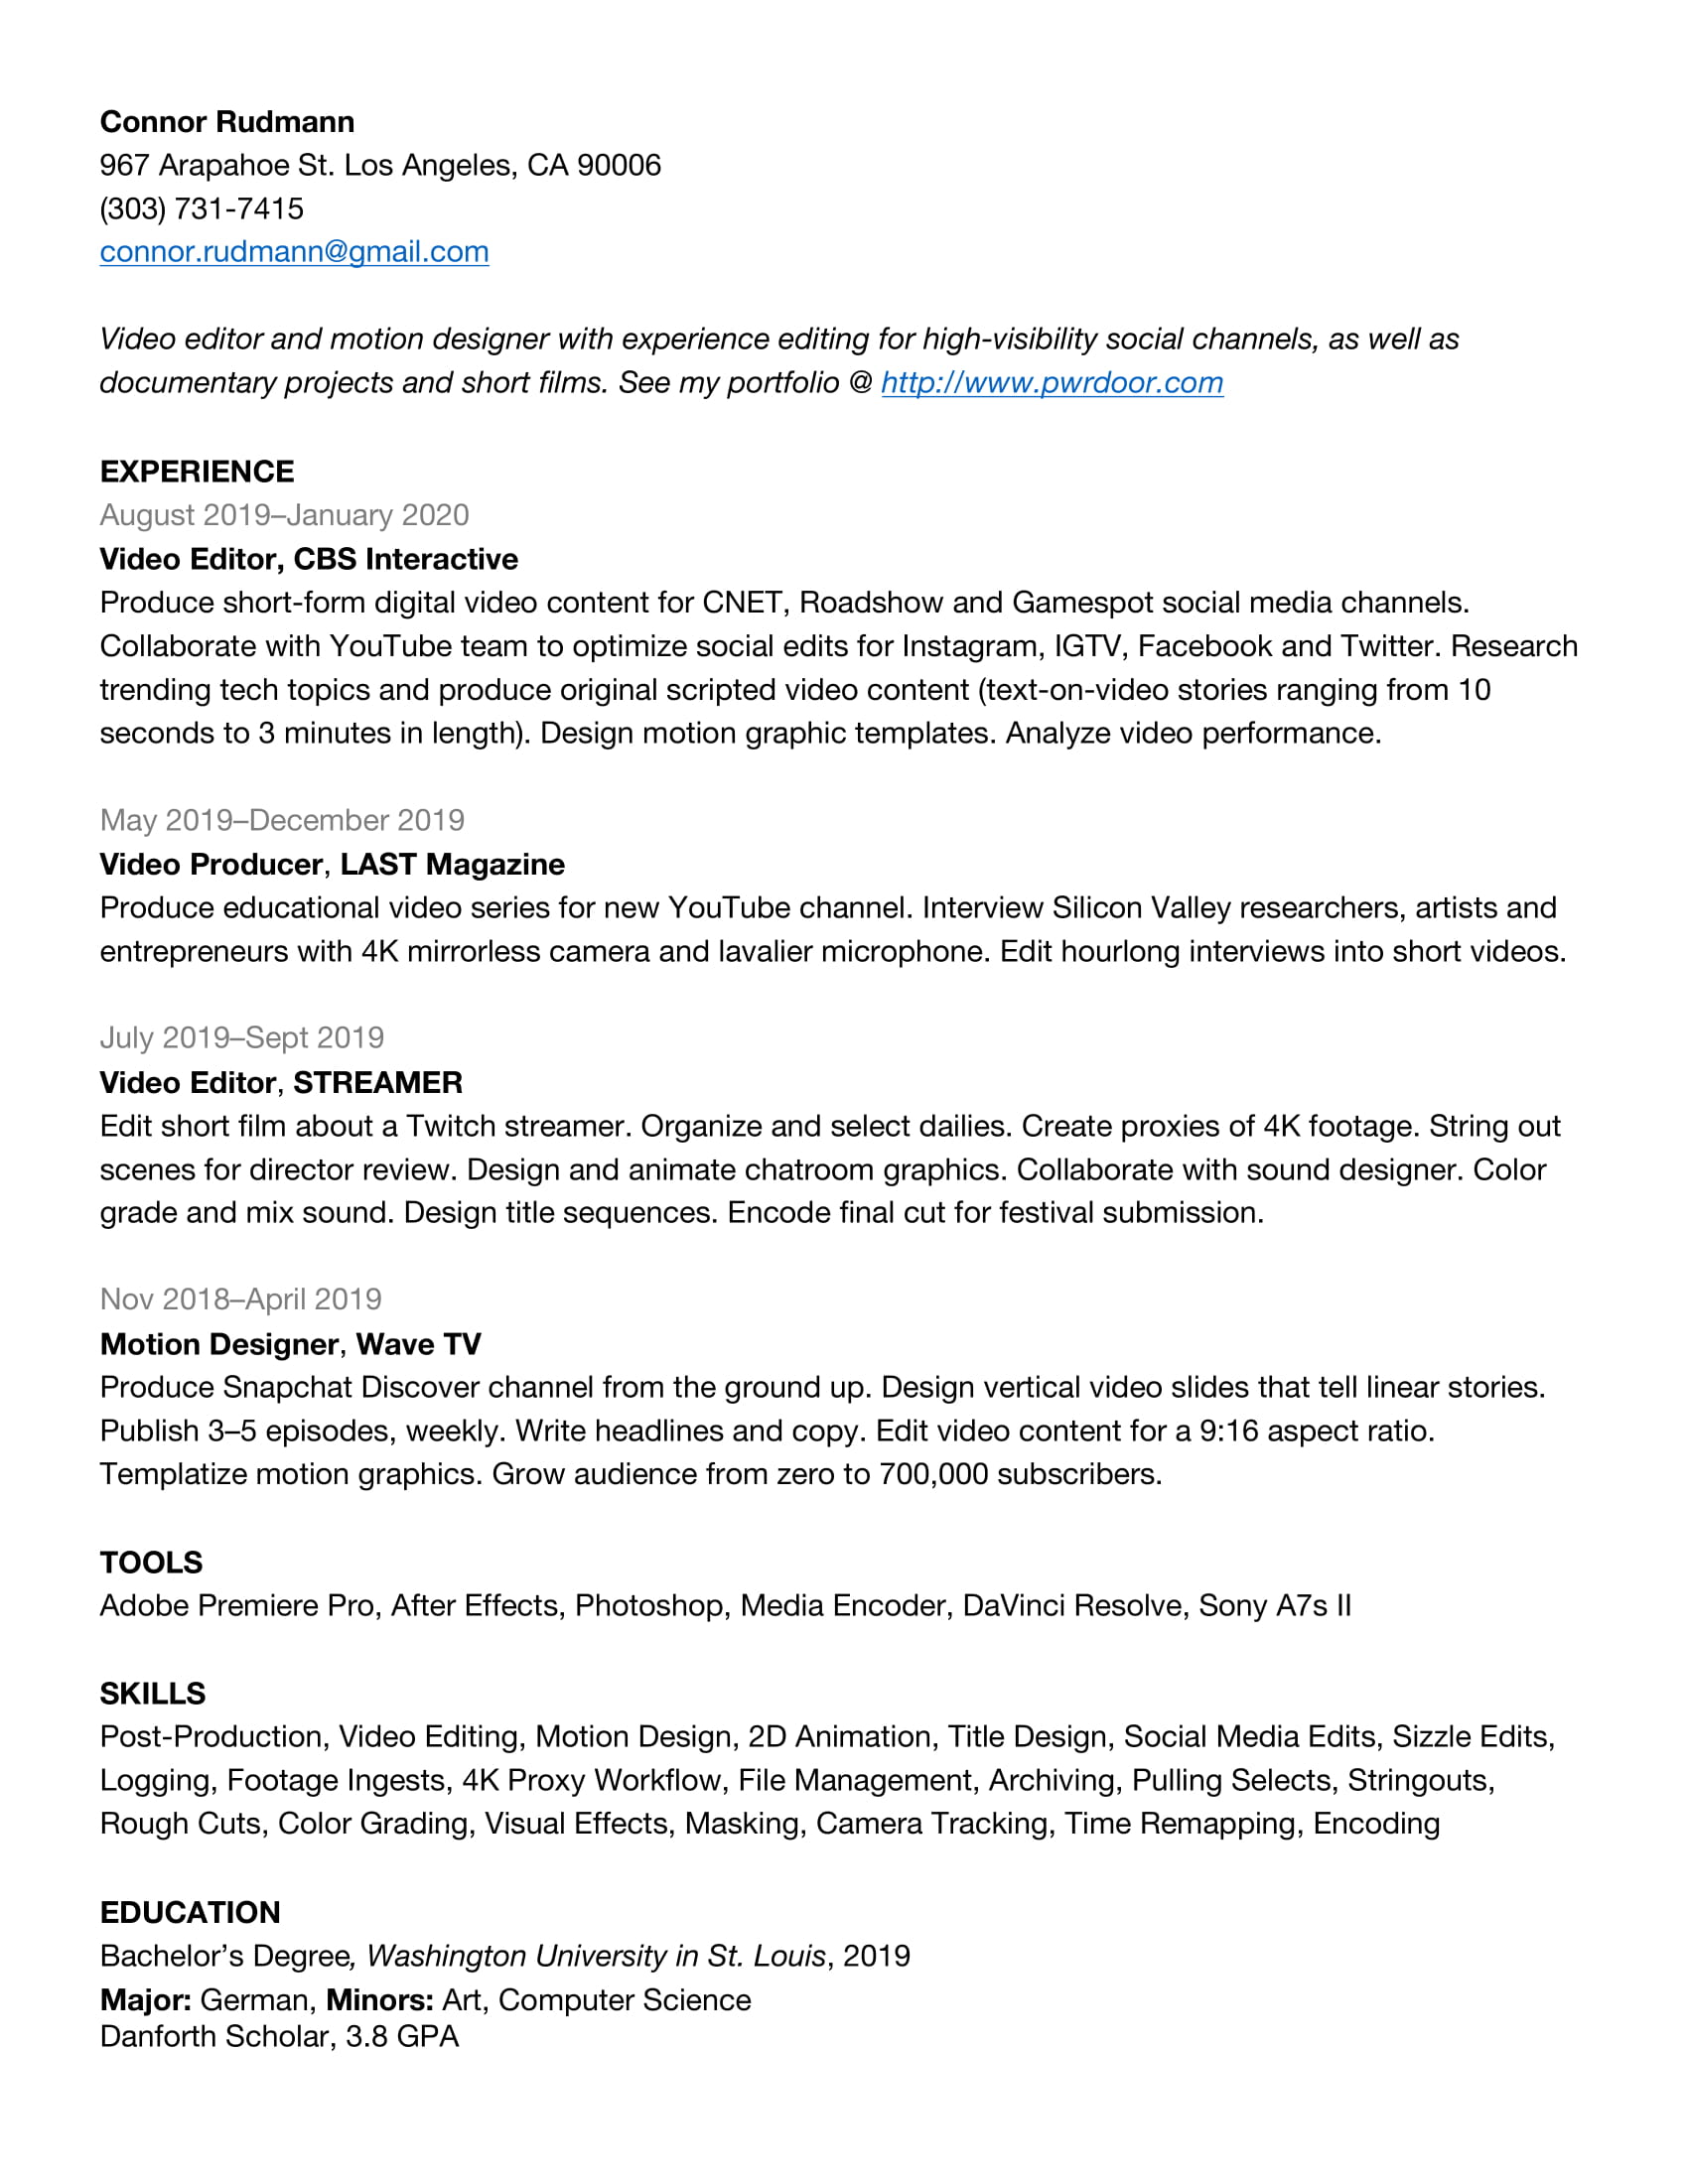 Connor Rudmann
967 Arapahoe St. Los Angeles, CA 90006
(303) 731-7415
connor.rudmann@gmail.com
Video editor and motion designer with experience editing for high-visibility social channels, as well as
documentary projects and short films. See my portfolio @ http://www.pwrdoor.com
EXPERIENCE
August 2019–January 2020
Video Editor, CBS Interactive
Produce short-form digital video content for CNET, Roadshow and Gamespot social media channels.
Collaborate with YouTube team to optimize social edits for Instagram, IGTV, Facebook and Twitter. Research
trending tech topics and produce original scripted video content (text-on-video stories ranging from 10
seconds to 3 minutes in length). Design motion graphic templates. Analyze video performance.
May 2019–December 2019
Video Producer, LAST Magazine
Produce educational video series for new YouTube channel. Interview Silicon Valley researchers, artists and
entrepreneurs with 4K mirrorless camera and lavalier microphone. Edit hourlong interviews into short videos.
July 2019–Sept 2019
Video Editor, STREAMER
Edit short film about a Twitch streamer. Organize and select dailies. Create proxies of 4K footage. String out
scenes for director review. Design and animate chatroom graphics. Collaborate with sound designer. Color
grade and mix sound. Design title sequences. Encode final cut for festival submission.
Nov 2018–April 2019
Motion Designer, Wave TV
Produce Snapchat Discover channel from the ground up. Design vertical video slides that tell linear stories.
Publish 3–5 episodes, weekly. Write headlines and copy. Edit video content for a 9:16 aspect ratio.
Templatize motion graphics. Grow audience from zero to 700,000 subscribers.
TOOLS
Adobe Premiere Pro, After Effects, Photoshop, Media Encoder, DaVinci Resolve, Sony A7s II
SKILLS
Post-Production, Video Editing, Motion Design, 2D Animation, Title Design, Social Media Edits, Sizzle Edits,
Logging, Footage Ingests, 4K Proxy Workflow, File Management, Archiving, Pulling Selects, Stringouts,
Rough Cuts, Color Grading, Visual Effects, Masking, Camera Tracking, Time Remapping, Encoding
EDUCATION
Bachelor’s Degree, Washington University in St. Louis, 2019
Major: German, Minors: Art, Computer Science
Danforth Scholar, 3.8 GPA